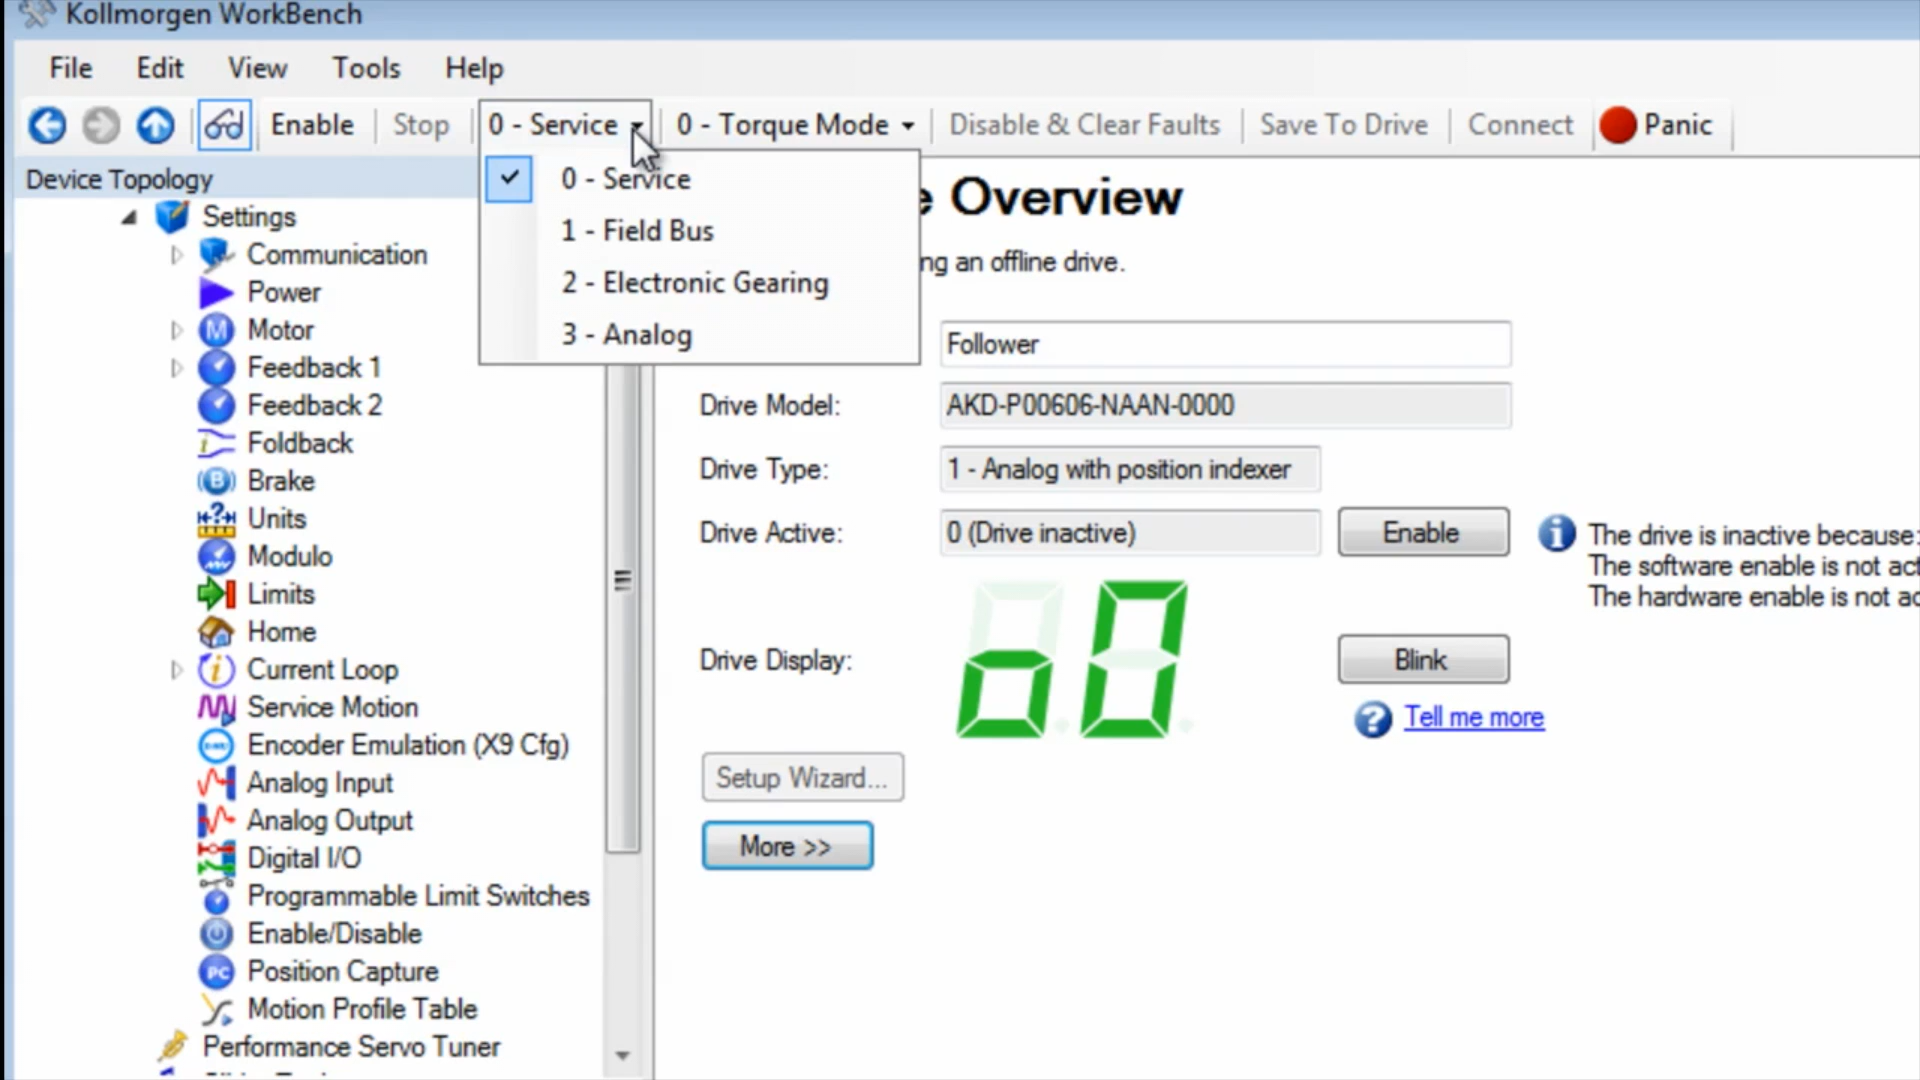 Kollmorgen WorkBench
File Edit View Tools Help
Enable Stop 0 - Service 0 - Torque Mode Disable & Clear Faults Save To Drive Connect Panic
Device Topology
0 - Service
1 - Field Bus
2 - Electronic Gearing
3 - Analog
Overview
ng an offline drive.
Settings
Communication
Power
Motor
Feedback 1
Feedback 2
Foldback
Brake
Units
Modulo
Limits
Home
Current Loop
Service Motion
Encoder Emulation (X9 Cfg)
Analog Input
Analog Output
Digital I/O
Programmable Limit Switches
Enable/Disable
Position Capture
Motion Profile Table
Performance Servo Tuner
Follower
Drive Model: AKD-P00606-NAAN-0000
Drive Type: 1 - Analog with position indexer
Drive Active: 0 (Drive inactive) Enable
The drive is inactive because:
The software enable is not act
The hardware enable is not ac
Drive Display: o0 Blink
Tell me more
Setup Wizard...
More >>